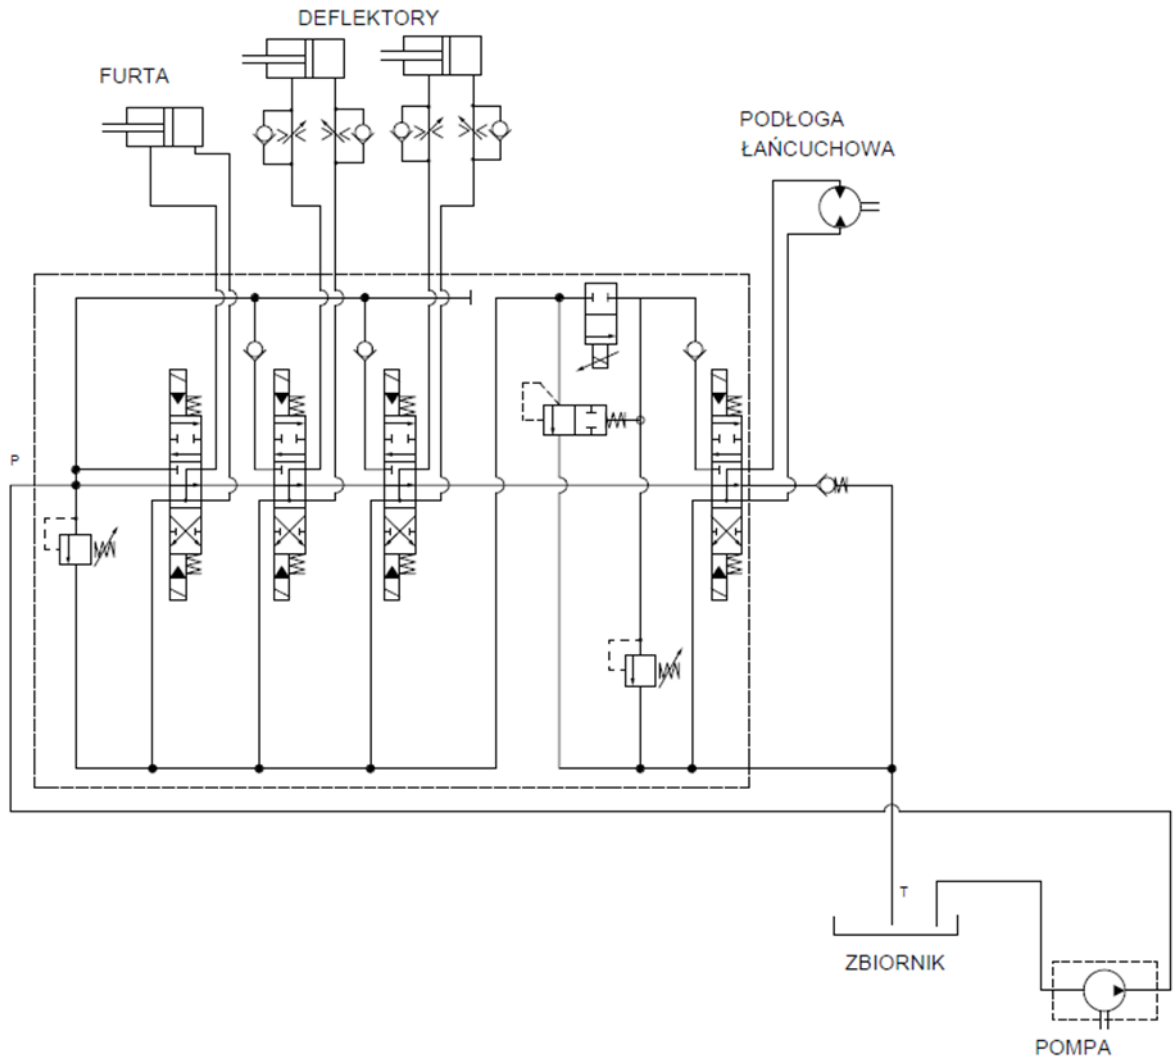 DEFLEKTORY
FURTA
PODŁOGA
ŁAŃCUCHOWA
P
T
ZBIORNIK
POMPA